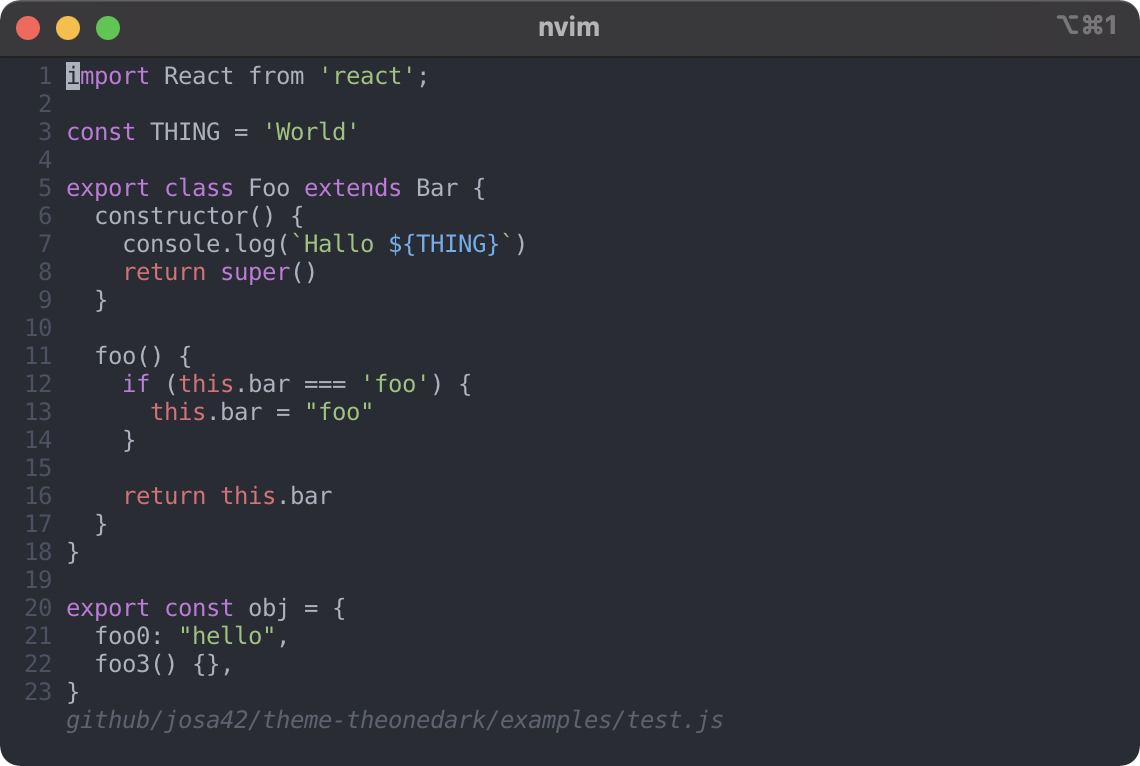 nvim
⌥⌘1
1 import React from 'react';
2
3 const THING = 'World'
4
5 export class Foo extends Bar {
6   constructor() {
7     console.log(`Hallo ${THING}`)
8     return super()
9   }
10
11   foo() {
12     if (this.bar === 'foo') {
13       this.bar = "foo"
14     }
15
16     return this.bar
17   }
18 }
19
20 export const obj = {
21   foo0: "hello",
22   foo3() {},
23 }
github/josa42/theme-theonedark/examples/test.js